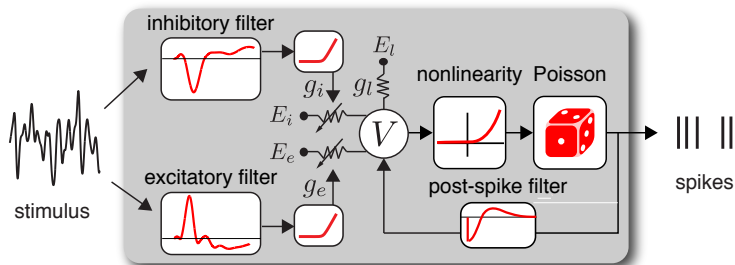 inhibitory filter
E_l
g_i
g_l
nonlinearity
Poisson
E_i
V
E_e
stimulus
excitatory filter
g_e
post-spike filter
spikes